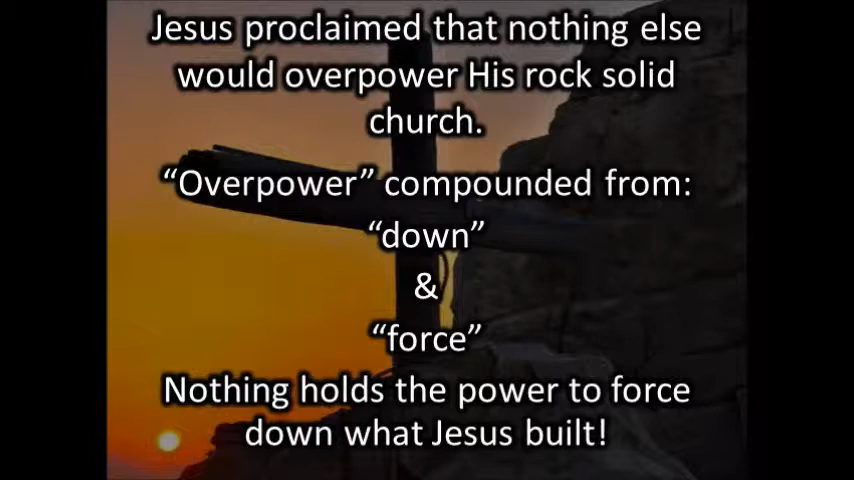 Jesus proclaimed that nothing else
would overpower His rock solid
church.
“Overpower” compounded from:
“down”
&
“force”
Nothing holds the power to force
down what Jesus built!